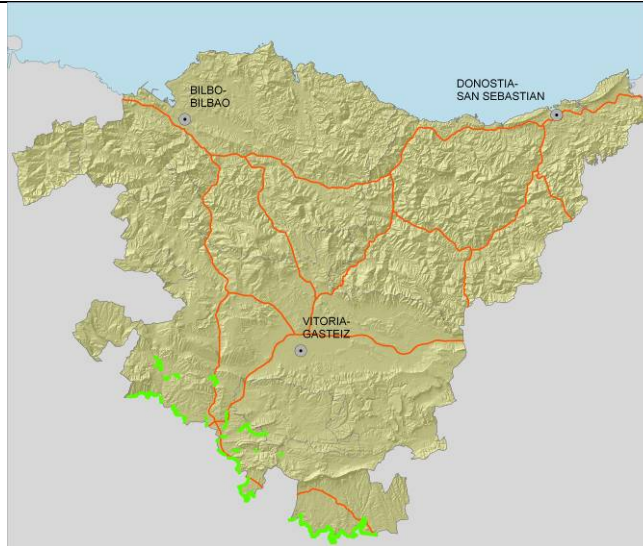 BILBO-
BILBAO
DONOSTIA-
SAN SEBASTIAN
VITORIA-
GASTEIZ